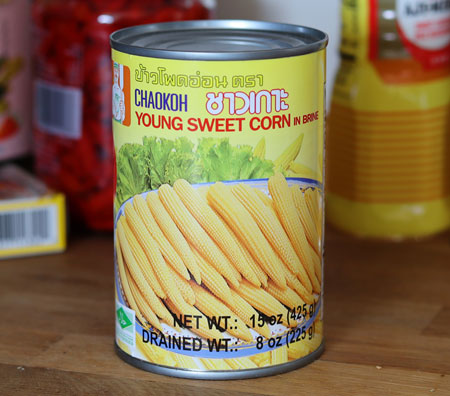 ข้าวโพดอ่อน ตรา
CHAOKOH ชาวเกาะ
YOUNG SWEET CORN IN BRINE
NET WT.: 15 oz (425 g)
DRAINED WT.: 8 oz (225 g)